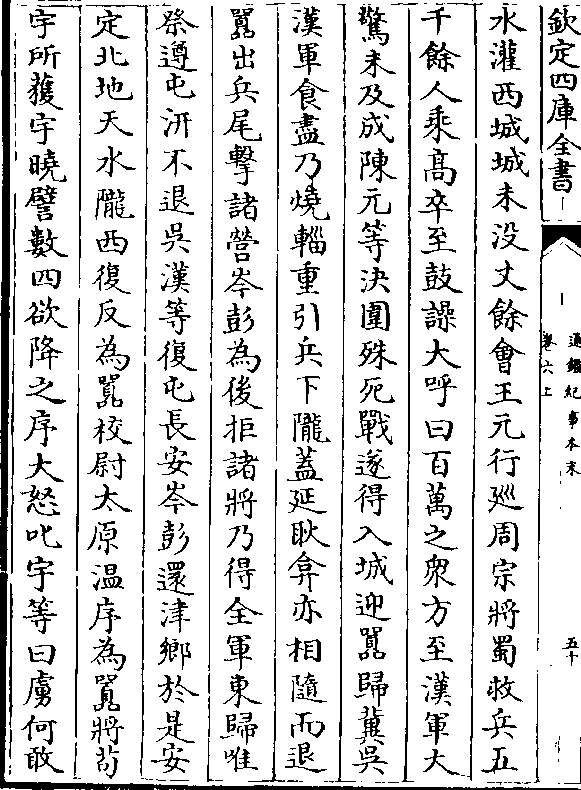 欽定四庫全書
通鑑紀事本末
卷六上
五十
水灌西城城未没丈餘會王元行廵周宗將蜀救兵五
千餘人乘髙卒至鼓譟大呼曰百萬之衆方至漢軍大
驚未及成陳元等決圍殊死戰遂得入城迎囂歸冀吳
漢軍食盡乃燒輜重引兵下隴蓋延耿弇亦相隨而退
囂出兵尾擊諸營岑彭為後拒諸將乃得全軍東歸唯
祭遵屯汧不退吳漢等復屯長安岑彭還津鄉於是安
定北地天水隴西復反為囂校尉太原温序為囂將茍
宇所獲宇曉譬數四欲降之序大怒叱宇等曰虜何敢